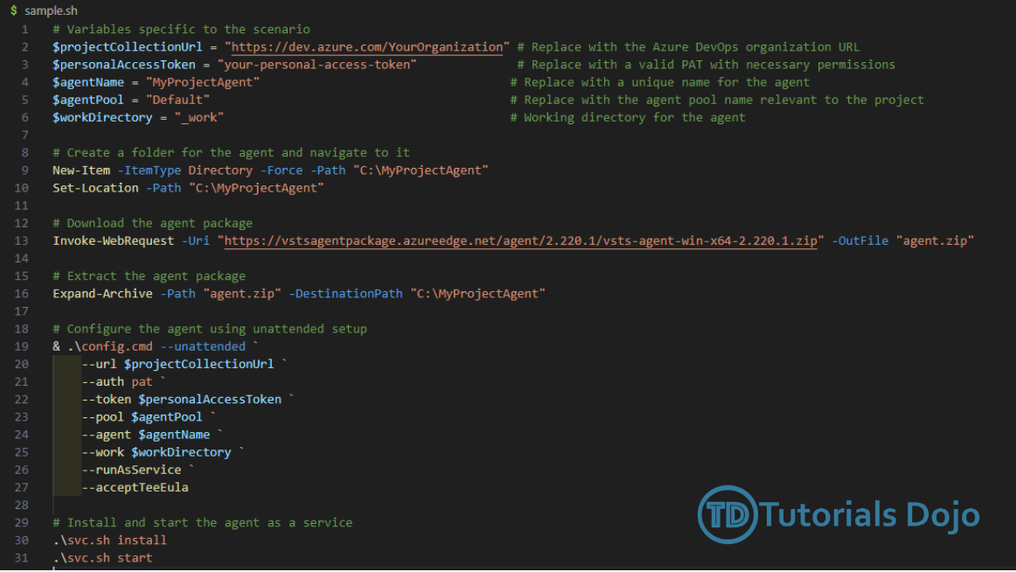 $ sample.sh
1 # Variables specific to the scenario
2 $projectCollectionUrl = "https://dev.azure.com/YourOrganization" # Replace with the Azure DevOps organization URL
3 $personalAccessToken = "your-personal-access-token" # Replace with a valid PAT with necessary permissions
4 $agentName = "MyProjectAgent" # Replace with a unique name for the agent
5 $agentPool = "Default" # Replace with the agent pool name relevant to the project
6 $workDirectory = "_work" # Working directory for the agent
7
8 # Create a folder for the agent and navigate to it
9 New-Item -ItemType Directory -Force -Path "C:\MyProjectAgent"
10 Set-Location -Path "C:\MyProjectAgent"
11
12 # Download the agent package
13 Invoke-WebRequest -Uri "https://vstsagentpackage.azureedge.net/agent/2.220.1/vsts-agent-win-x64-2.220.1.zip" -OutFile "agent.zip"
14
15 # Extract the agent package
16 Expand-Archive -Path "agent.zip" -DestinationPath "C:\MyProjectAgent"
17
18 # Configure the agent using unattended setup
19 & .\config.cmd --unattended `
20 --url $projectCollectionUrl `
21 --auth pat `
22 --token $personalAccessToken `
23 --pool $agentPool `
24 --agent $agentName `
25 --work $workDirectory `
26 --runAsService `
27 --acceptTeeEula
28
29 # Install and start the agent as a service
30 .\svc.sh install
31 .\svc.sh start
TD Tutorials Dojo